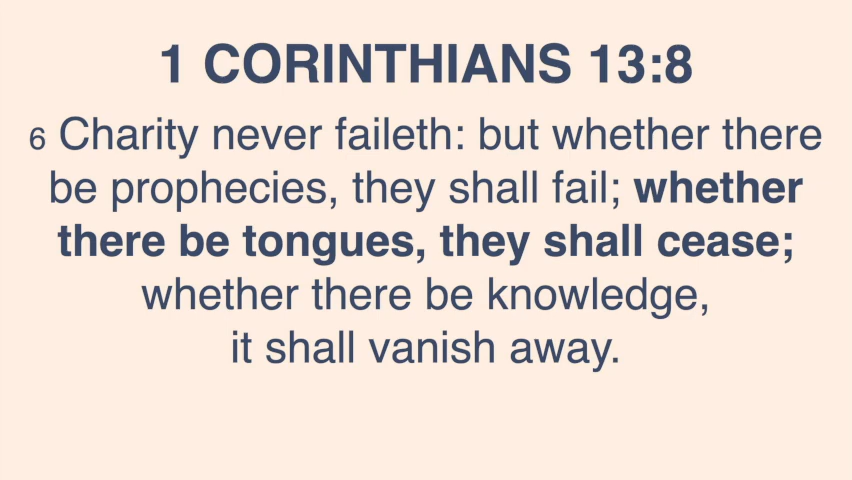 1 CORINTHIANS 13:8
6 Charity never faileth: but whether there
be prophecies, they shall fail; whether
there be tongues, they shall cease;
whether there be knowledge,
it shall vanish away.